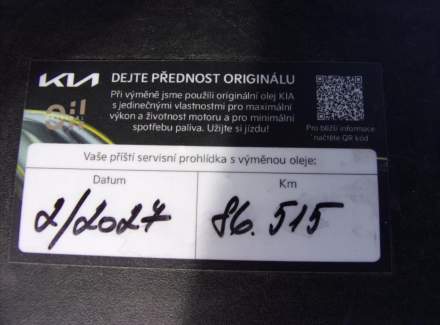 KIA
DEJTE PŘEDNOST ORIGINÁLU
Při výměně jsme použili originální olej KIA
s jedinečnými vlastnostmi pro maximální
výkon a životnost motoru a pro minimální
spotřebu paliva. Užijte si jízdu!
oil
Pro bližší informace
načtěte QR kód
Vaše příští servisní prohlídka s výměnou oleje:
Datum
Km
2/2027
86.515